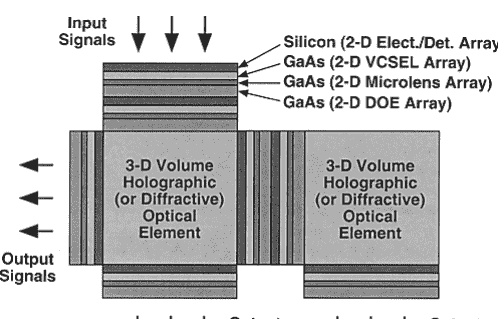 Input
Signals
Silicon (2-D Elect./Det. Array
GaAs (2-D VCSEL Array)
GaAs (2-D Microlens Array)
GaAs (2-D DOE Array)
3-D Volume
Holographic
(or Diffractive)
Optical
Element
3-D Volume
Holographic
(or Diffractive)
Optical
Element
Output
Signals